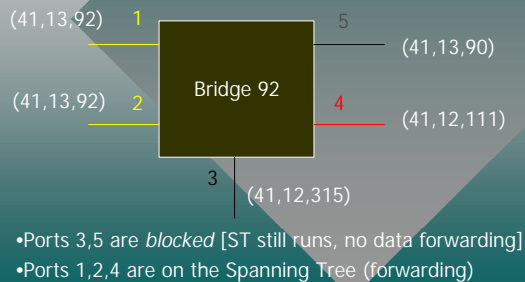 (41,13,92) 1
5
(41,13,90)
Bridge 92
(41,13,92) 2
4
(41,12,111)
3
(41,12,315)
•Ports 3,5 are blocked [ST still runs, no data forwarding]
•Ports 1,2,4 are on the Spanning Tree (forwarding)